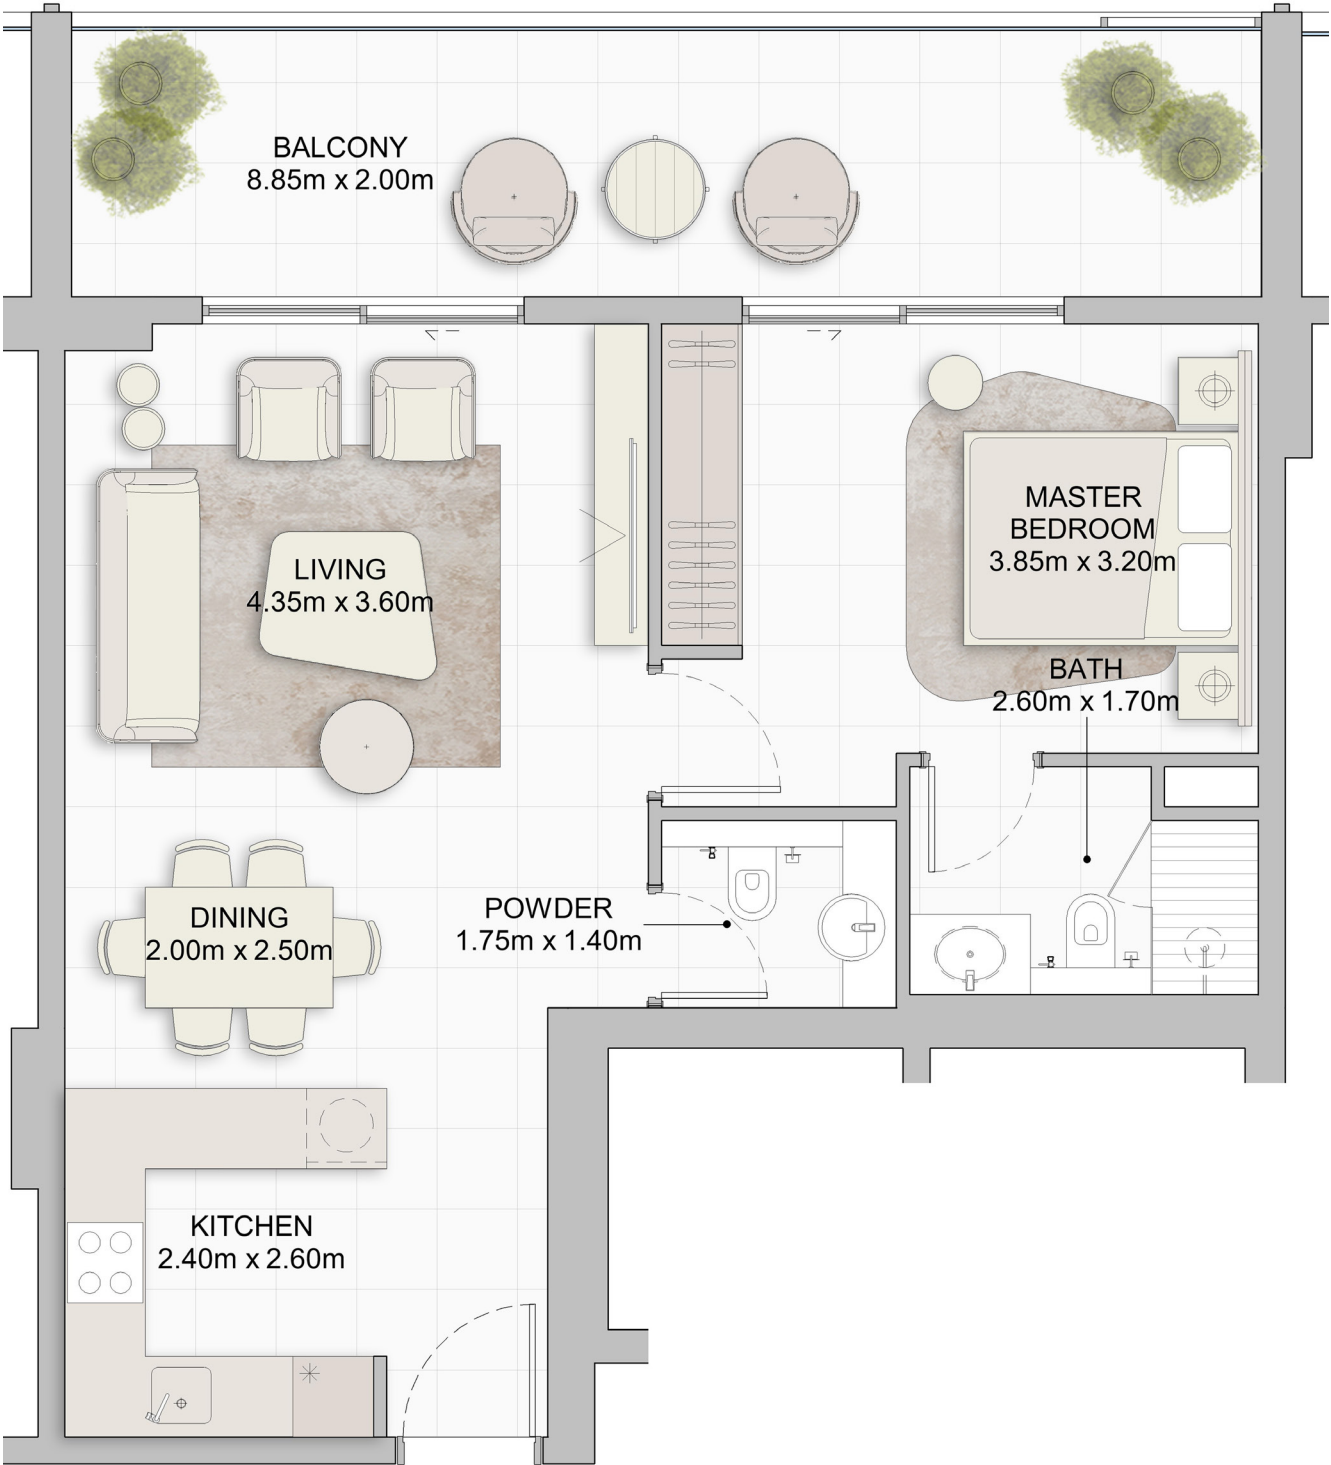 BALCONY
8.85m x 2.00m
MASTER
BEDROOM
3.85m x 3.20m
LIVING
4.35m x 3.60m
BATH
2.60m x 1.70m
POWDER
1.75m x 1.40m
DINING
2.00m x 2.50m
KITCHEN
2.40m x 2.60m